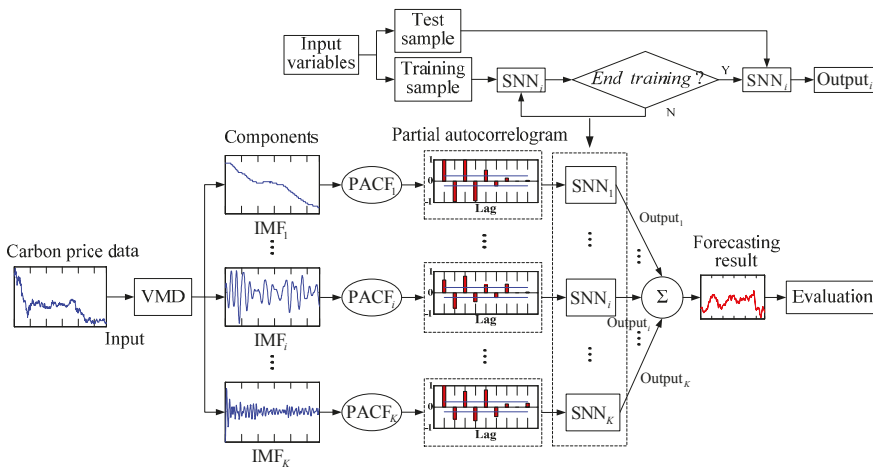 Input
variables
Test
sample
Training
sample
SNNi
End training ?
Y
N
SNNi
Outputi
Components
Partial autocorrelogram
IMF1
PACF1
1
0
-1
Lag
SNN1
Output1
Carbon price data
Input
VMD
IMFi
PACFi
1
0
-1
Lag
SNNi
Outputi
Σ
Forecasting
result
Evaluation
IMFK
PACFK
1
0
-1
Lag
SNNK
OutputK